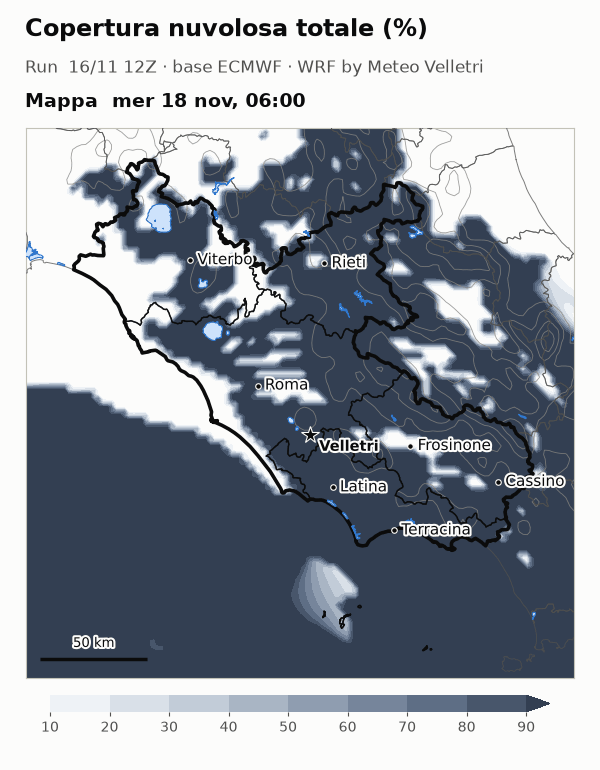 Copertura nuvolosa totale (%)
Run  16/11 12Z · base ECMWF · WRF by Meteo Velletri
Mappa  mer 18 nov, 06:00
Viterbo
Rieti
Roma
Velletri
Frosinone
Cassino
Latina
Terracina
50 km
10 20 30 40 50 60 70 80 90